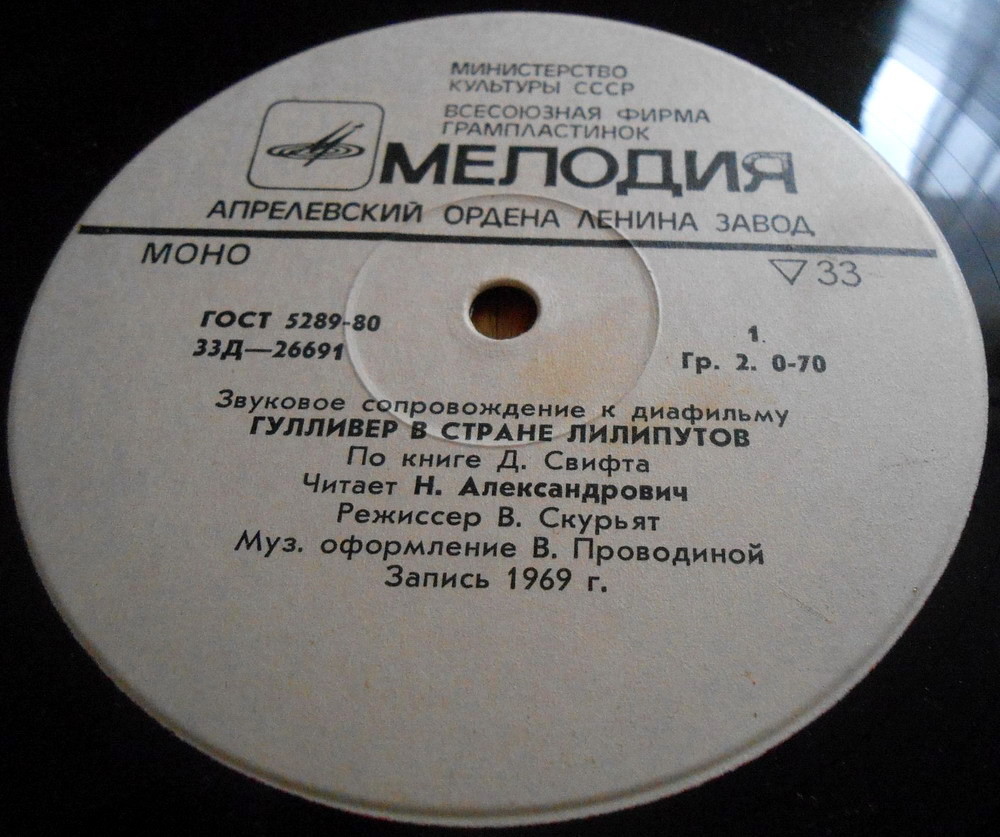 МИНИСТЕРСТВО
КУЛЬТУРЫ СССР
ВСЕСОЮЗНАЯ ФИРМА
ГРАМПЛАСТИНОК
МЕЛОДИЯ
АПРЕЛЕВСКИЙ ОРДЕНА ЛЕНИНА ЗАВОД
МОНО
33
ГОСТ 5289-80
33Д—26691
1.
Гр. 2. 0-70
Звуковое сопровождение к диафильму
ГУЛЛИВЕР В СТРАНЕ ЛИЛИПУТОВ
По книге Д. Свифта
Читает Н. Александрович
Режиссер В. Скурьят
Муз. оформление В. Проводиной
Запись 1969 г.